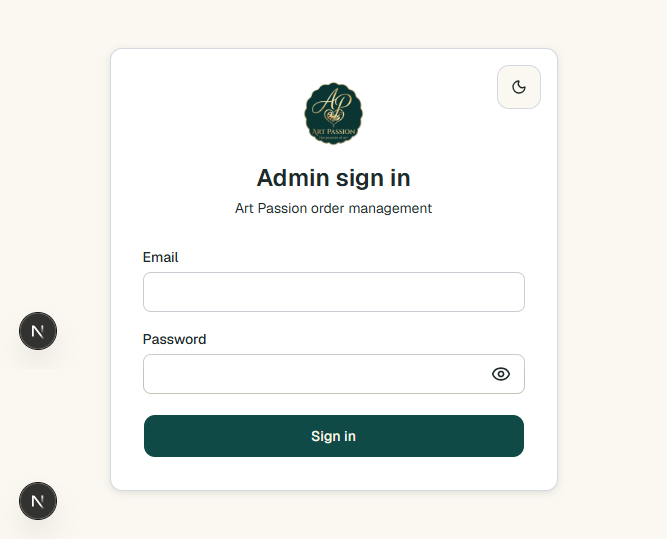 AP
ART PASSION
Admin sign in
Art Passion order management
Email
Password
Sign in
N
N